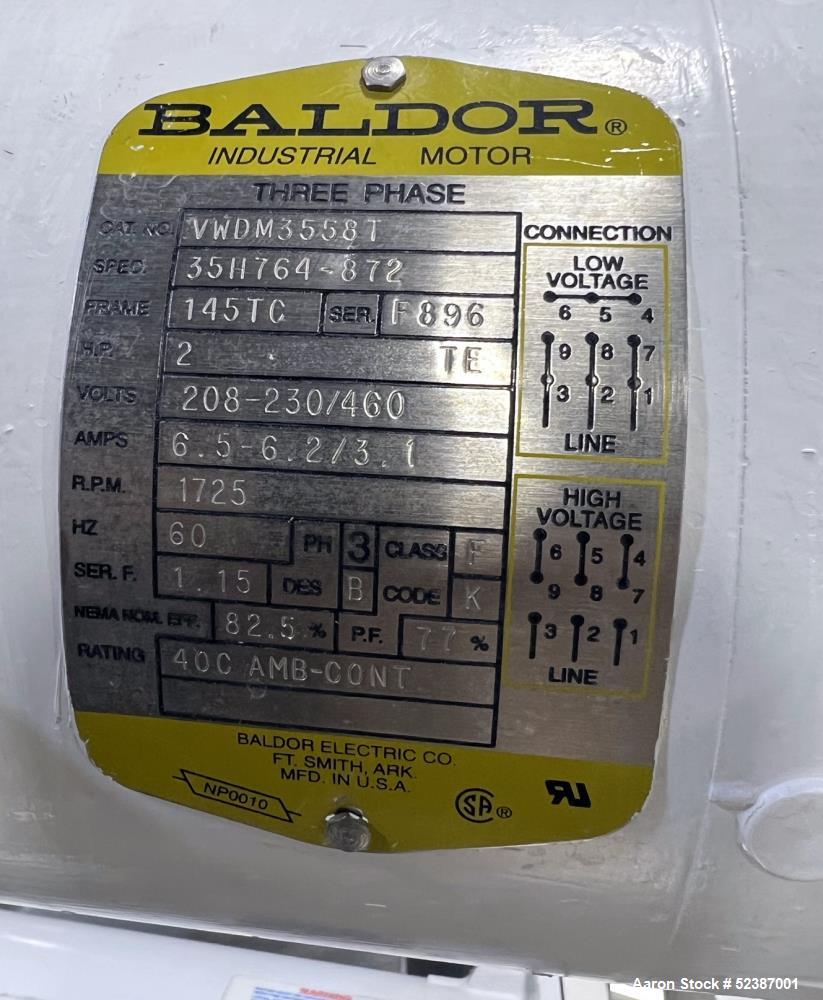 BALDOR®
INDUSTRIAL MOTOR
THREE PHASE
CAT. NO. VWDM3558T
SPEC. 35H764-872
FRAME 145TC SER. F896
H.P. 2 TE
VOLTS 208-230/460
AMPS 6.5-6.2/3.1
R.P.M. 1725
HZ 60 PH 3 CLASS F
SER. F. 1.15 DES B CODE K
NEMA NOM. EFF. 82.5 % P.F. 77 %
RATING 40C AMB-CONT
CONNECTION
LOW
VOLTAGE
6 5 4
9 8 7
3 2 1
LINE
HIGH
VOLTAGE
6 5 4
9 8 7
3 2 1
LINE
BALDOR ELECTRIC CO.
FT. SMITH, ARK.
MFD. IN U.S.A.
NP0010
SA®
WARNING
Aaron Stock # 52387001